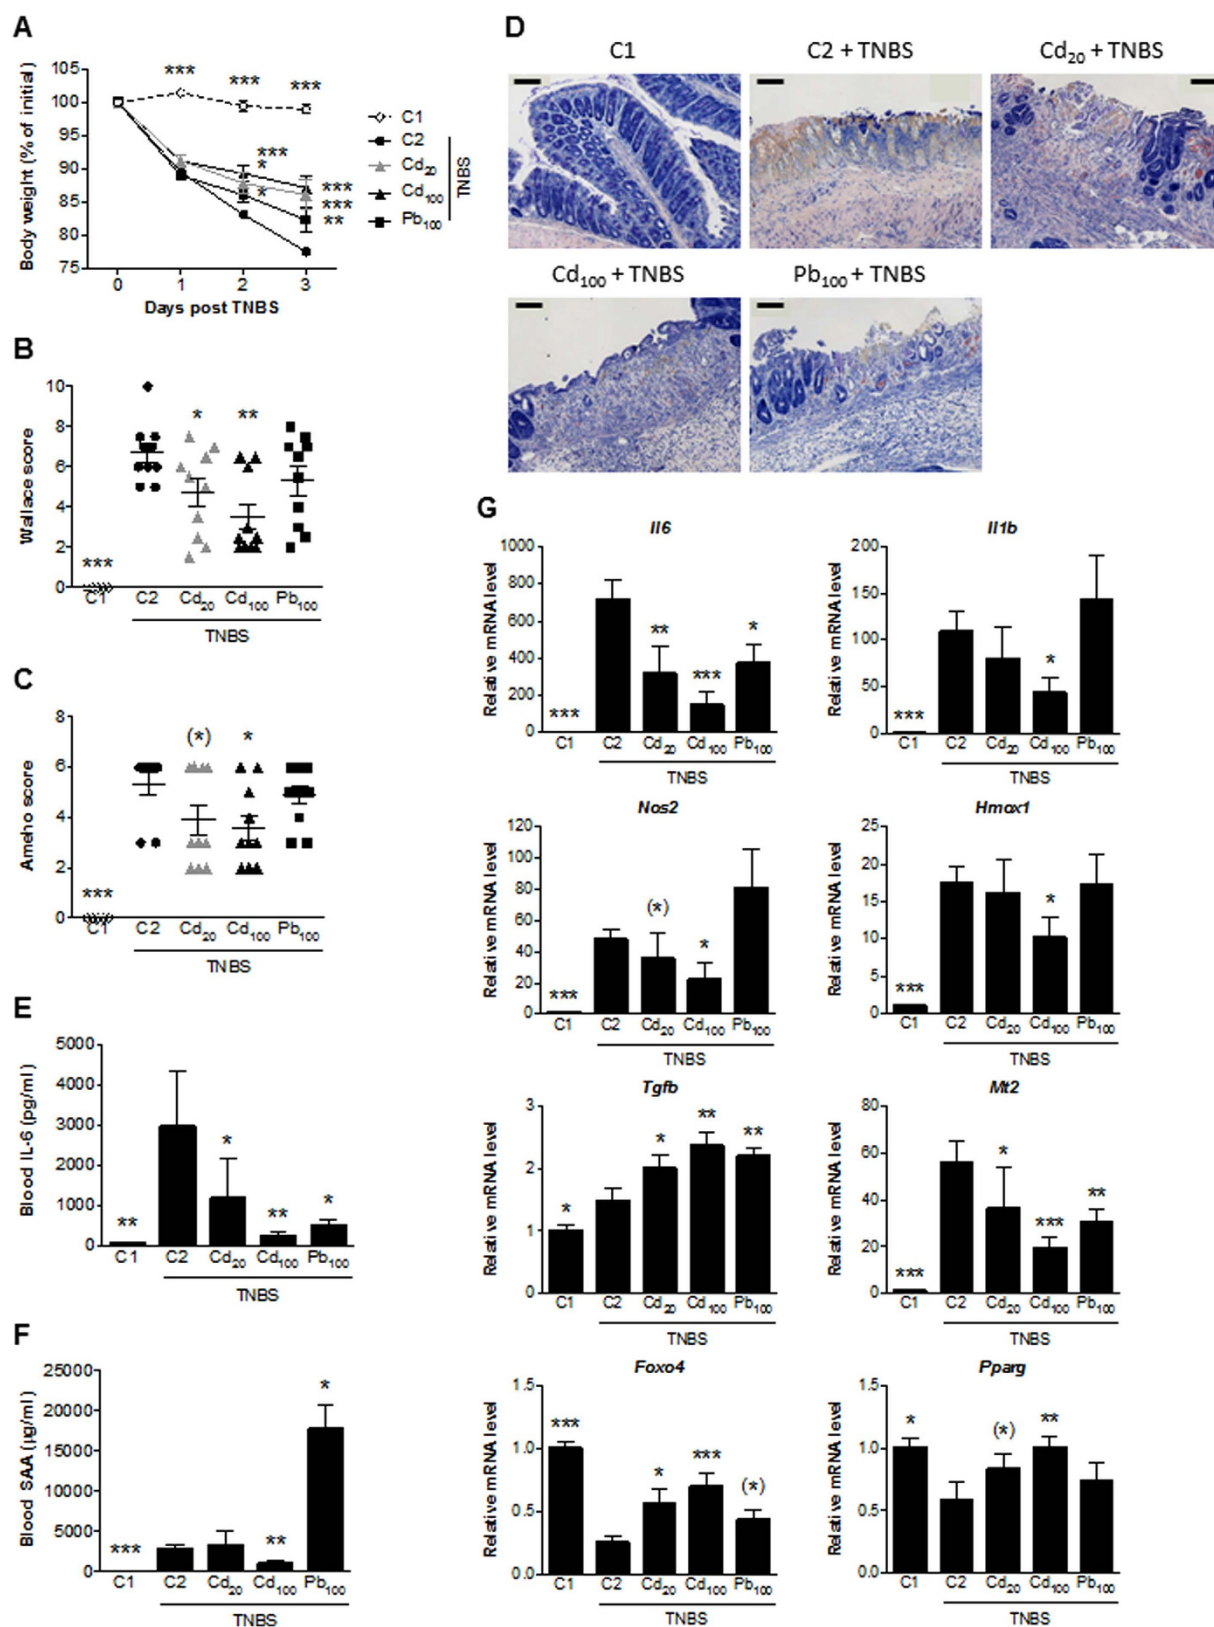 A
Body weight (% of initial)
105
100
95
90
85
80
75
***
***
***
***
*
*
***
***
**
0
1
2
3
Days post TNBS
C1
C2
Cd20
Cd100
Pb100
TNBS
B
Wallace score
10
8
6
4
2
0
***
*
**
C1 C2 Cd20 Cd100 Pb100
TNBS
C
Ameho score
8
6
4
2
0
***
(*)
*
C1 C2 Cd20 Cd100 Pb100
TNBS
D
C1
C2 + TNBS
Cd20 + TNBS
Cd100 + TNBS
Pb100 + TNBS
E
Blood IL-6 (pg/ml)
5000
4000
3000
2000
1000
0
**
*
**
*
C1 C2 Cd20 Cd100 Pb100
TNBS
F
Blood SAA (µg/ml)
25000
20000
15000
10000
5000
0
***
**
*
C1 C2 Cd20 Cd100 Pb100
TNBS
G
Il6
Relative mRNA level
1000
800
600
400
200
0
***
**
***
*
C1 C2 Cd20 Cd100 Pb100
TNBS
Il1b
Relative mRNA level
200
150
100
50
0
***
*
C1 C2 Cd20 Cd100 Pb100
TNBS
Nos2
Relative mRNA level
120
100
80
60
40
20
0
***
(*)
*
C1 C2 Cd20 Cd100 Pb100
TNBS
Hmox1
Relative mRNA level
25
20
15
10
5
0
***
*
C1 C2 Cd20 Cd100 Pb100
TNBS
Tgfb
Relative mRNA level
3
2
1
0
*
*
**
**
C1 C2 Cd20 Cd100 Pb100
TNBS
Mt2
Relative mRNA level
80
60
40
20
0
***
*
***
**
C1 C2 Cd20 Cd100 Pb100
TNBS
Foxo4
Relative mRNA level
1.5
1.0
0.5
0.0
***
*
***
(*)
C1 C2 Cd20 Cd100 Pb100
TNBS
Pparg
Relative mRNA level
1.5
1.0
0.5
0.0
*
(*)
**
C1 C2 Cd20 Cd100 Pb100
TNBS